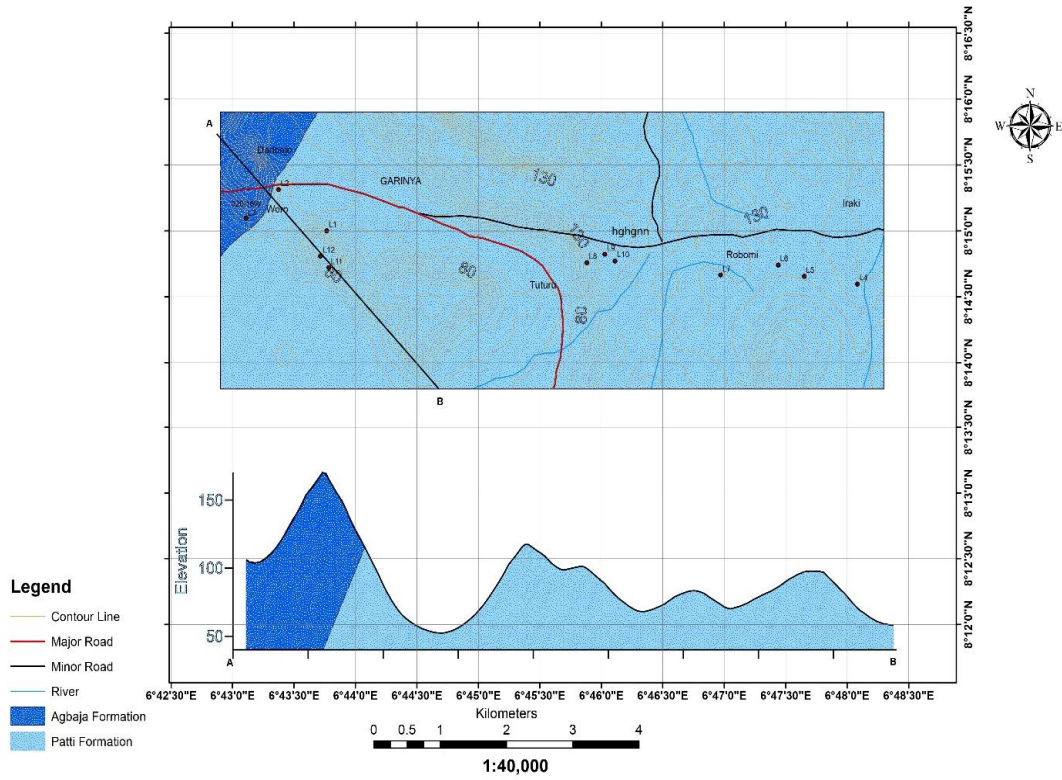 8°16'30"N
8°16'0"N
8°15'30"N
8°15'0"N
8°14'30"N
8°14'0"N
8°13'30"N
8°13'0"N
8°12'30"N
8°12'0"N
N
W E
S
A
GARINYA
130
130
Iraki
L2
Wero
L1
hghgnn
130
L12
L11
80
80
Tuturu
80
L8
L9
L10
Robomi
L7
L6
L5
L4
B
Elevation
150
100
50
A
B
6°42'30"E 6°43'0"E 6°43'30"E 6°44'0"E 6°44'30"E 6°45'0"E 6°45'30"E 6°46'0"E 6°46'30"E 6°47'0"E 6°47'30"E 6°48'0"E 6°48'30"E
Legend
Contour Line
Major Road
Minor Road
River
Agbaja Formation
Patti Formation
Kilometers
0 0.5 1 2 3 4
1:40,000